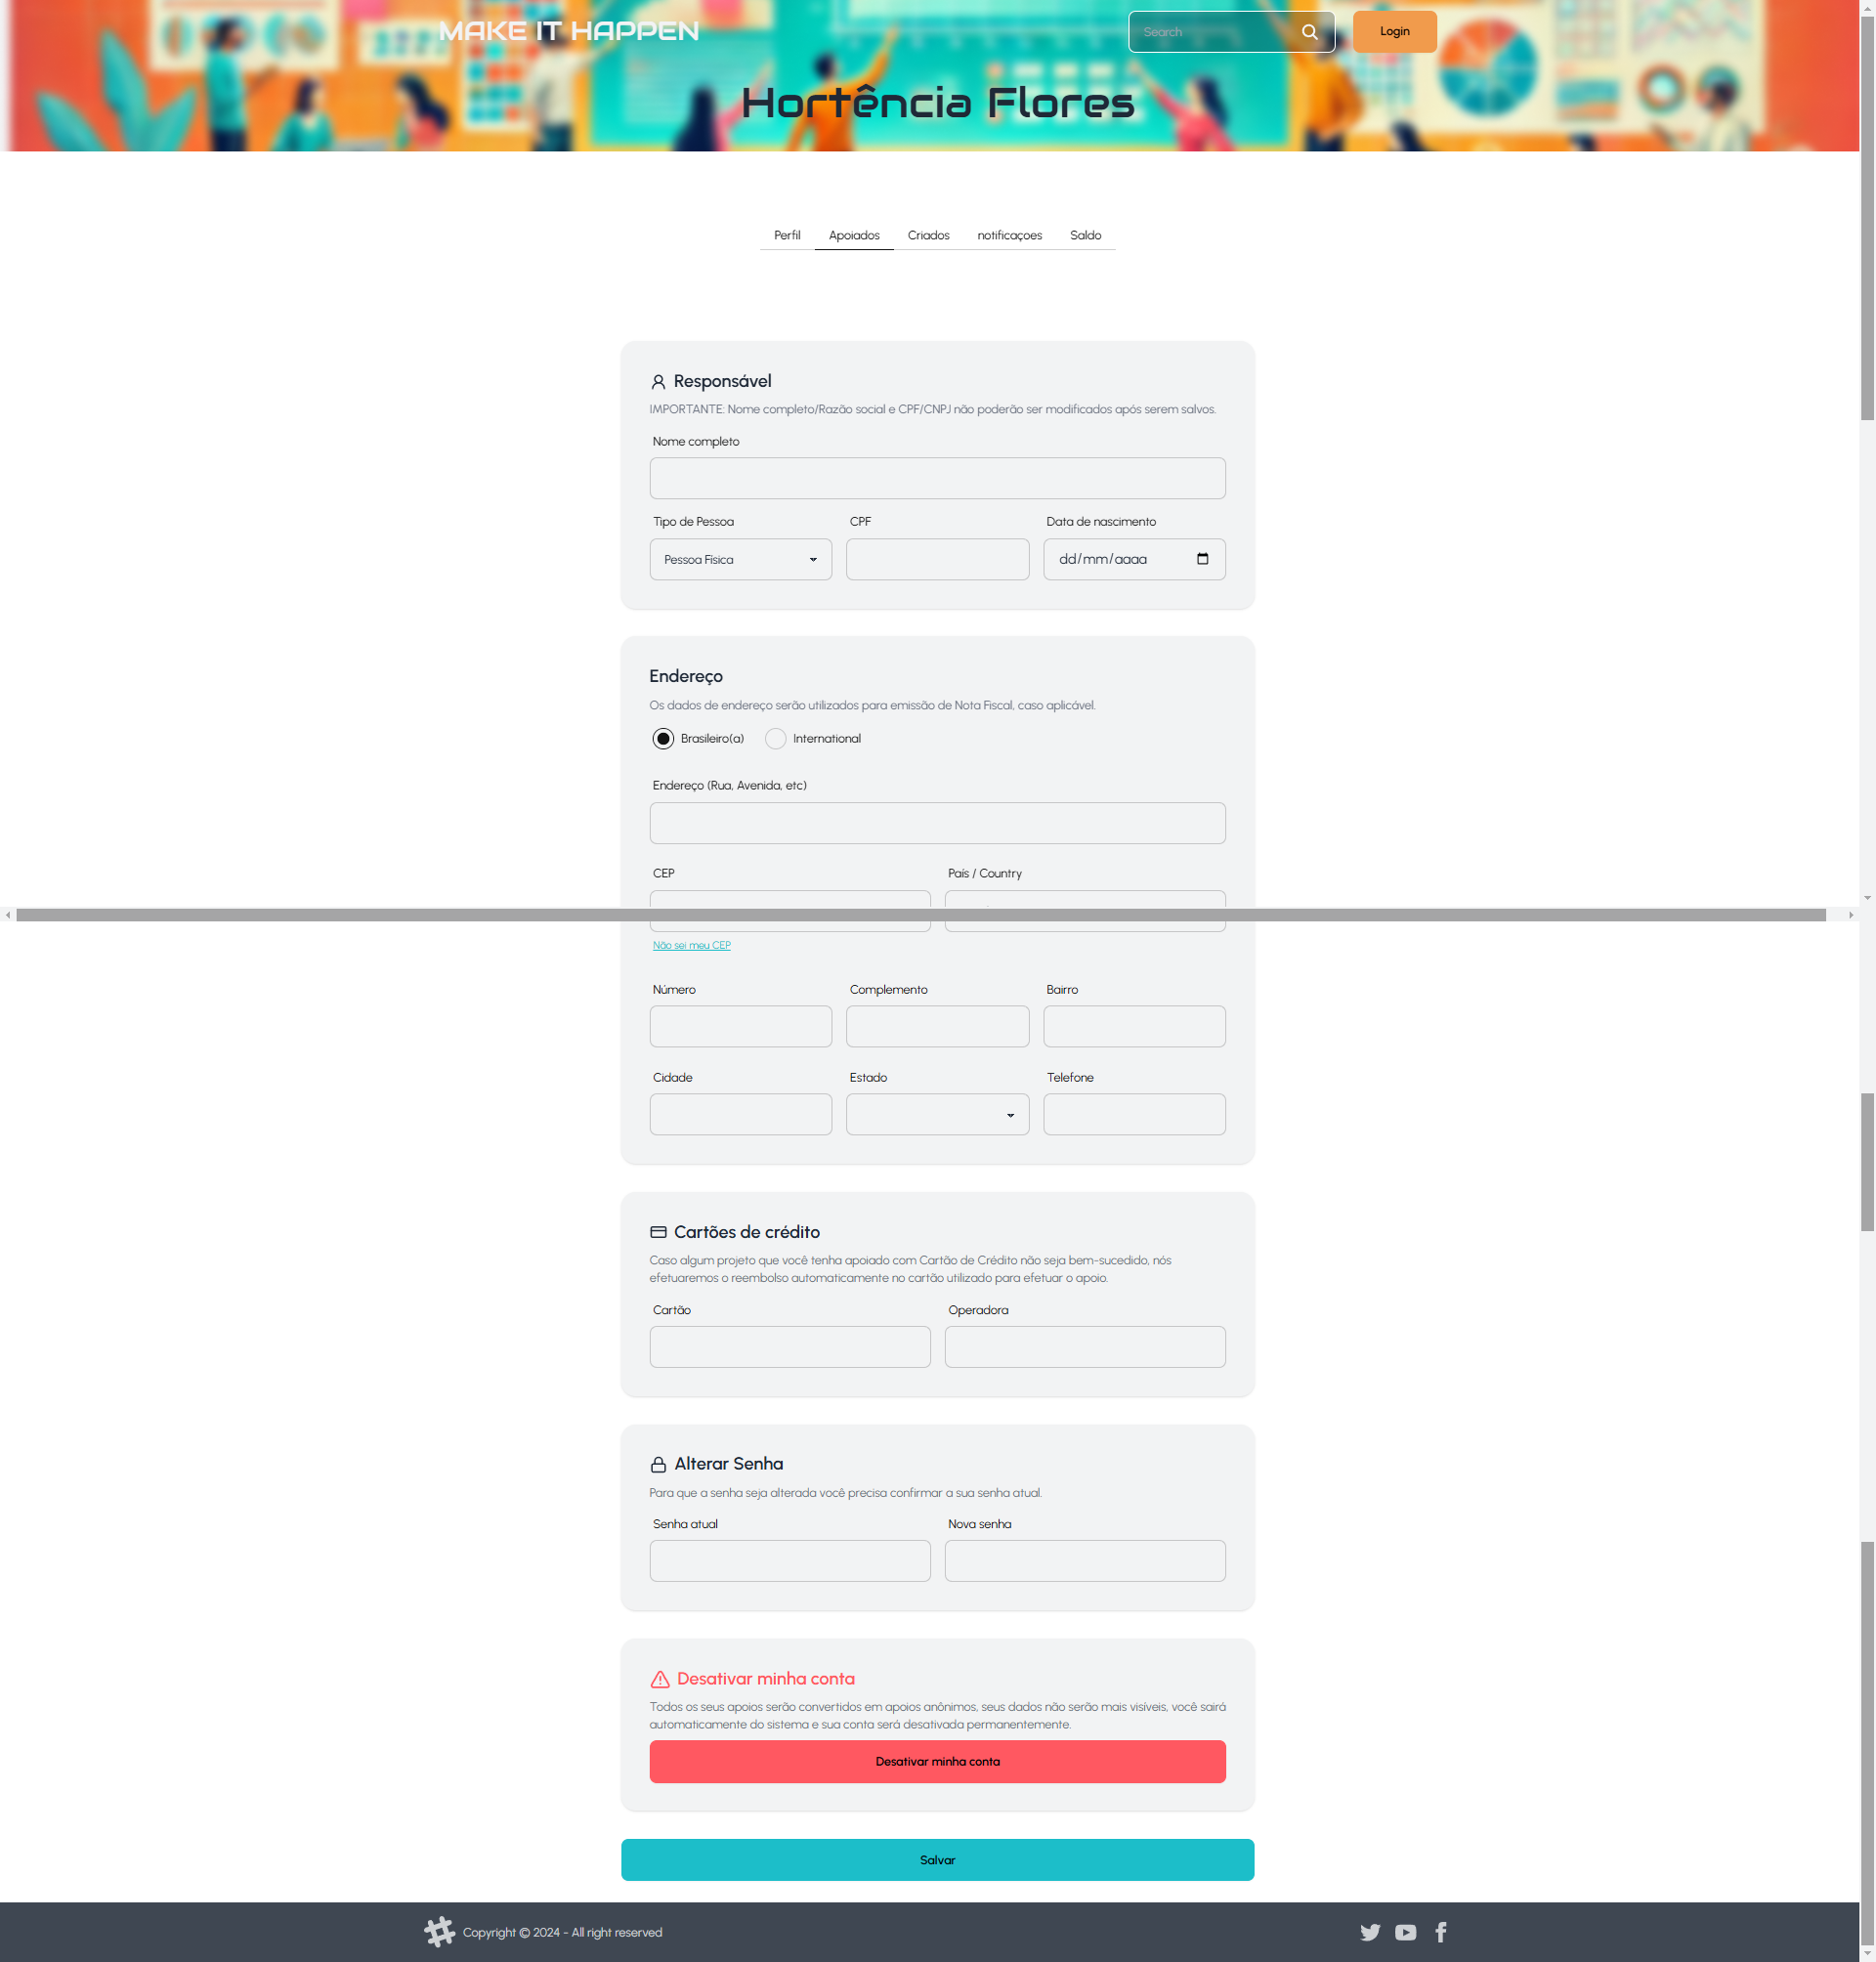 MAKE IT HAPPEN
Search
Login
Hortência Flores
Perfil Apoiados Criados notificaçoes Saldo
Responsável
IMPORTANTE: Nome completo/Razão social e CPF/CNPJ não poderão ser modificados após serem salvos.
Nome completo
Tipo de Pessoa CPF Data de nascimento
Pessoa Física dd/mm/aaaa
Endereço
Os dados de endereço serão utilizados para emissão de Nota Fiscal, caso aplicável.
Brasileiro(a) International
Endereço (Rua, Avenida, etc)
CEP País / Country
Não sei meu CEP
Número Complemento Bairro
Cidade Estado Telefone
Cartões de crédito
Caso algum projeto que você tenha apoiado com Cartão de Crédito não seja bem-sucedido, nós
efetuaremos o reembolso automaticamente no cartão utilizado para efetuar o apoio.
Cartão Operadora
Alterar Senha
Para que a senha seja alterada você precisa confirmar a sua senha atual.
Senha atual Nova senha
Desativar minha conta
Todos os seus apoios serão convertidos em apoios anônimos, seus dados não serão mais visíveis, você sairá
automaticamente do sistema e sua conta será desativada permanentemente.
Desativar minha conta
Salvar
Copyright © 2024 - All right reserved